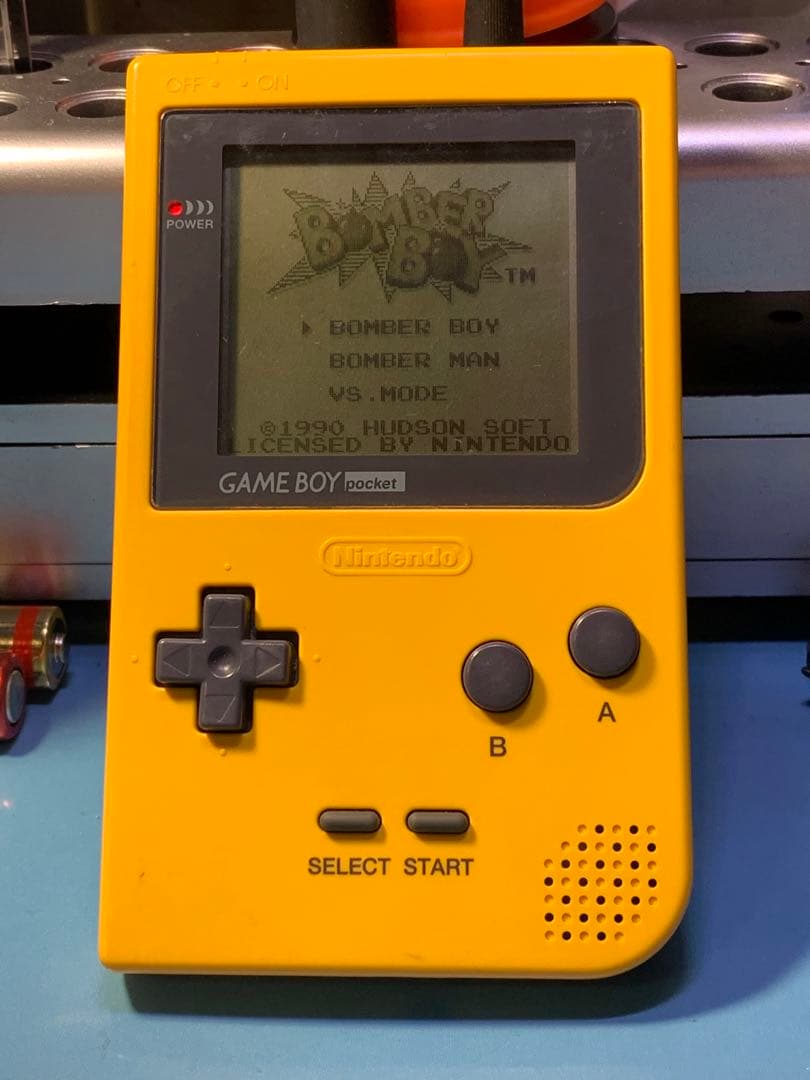 OFF ON
POWER
BOMBER
BOY TM
BOMBER BOY
BOMBER MAN
VS.MODE
©1990 HUDSON SOFT
LICENSED BY NINTENDO
GAME BOY pocket
Nintendo
A
B
SELECT START